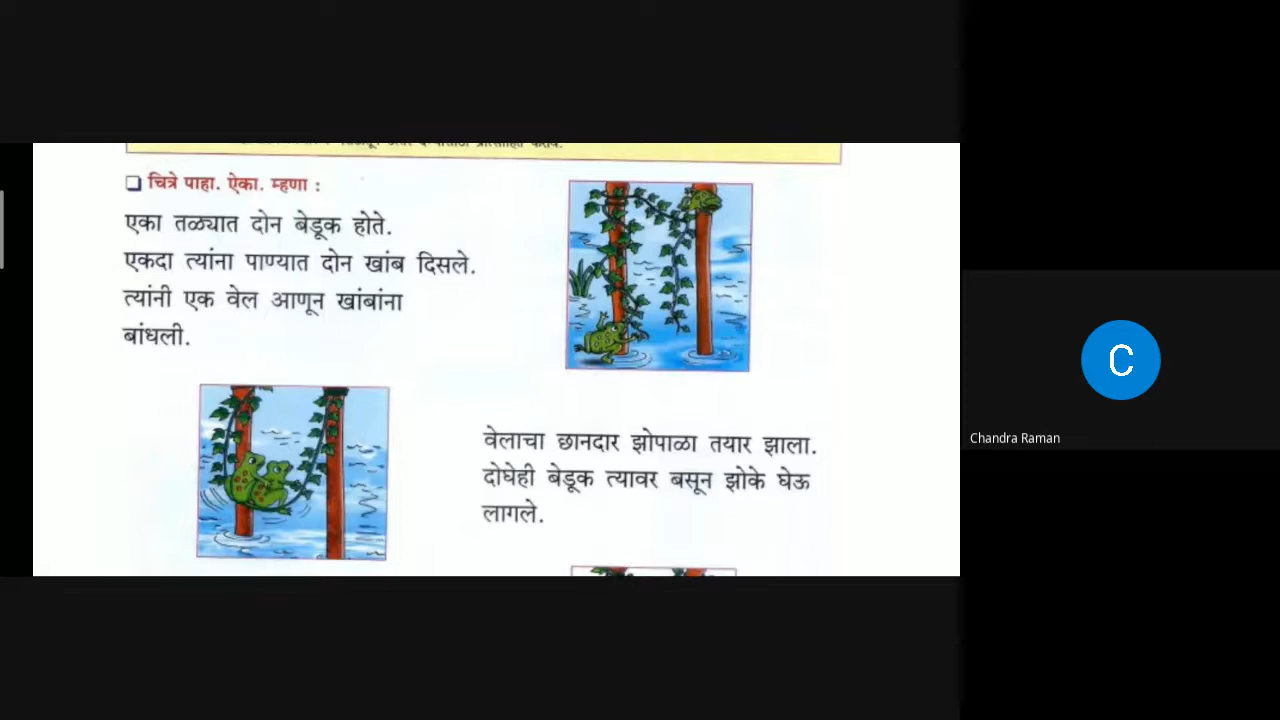 चित्रे पाहा. ऐका. म्हणा :
एका तळ्यात दोन बेडूक होते.
एकदा त्यांना पाण्यात दोन खांब दिसले.
त्यांनी एक वेल आणून खांबांना
बांधली.
वेलाचा छानदार झोपाळा तयार झाला.
दोघेही बेडूक त्यावर बसून झोके घेऊ
लागले.
C
Chandra Raman